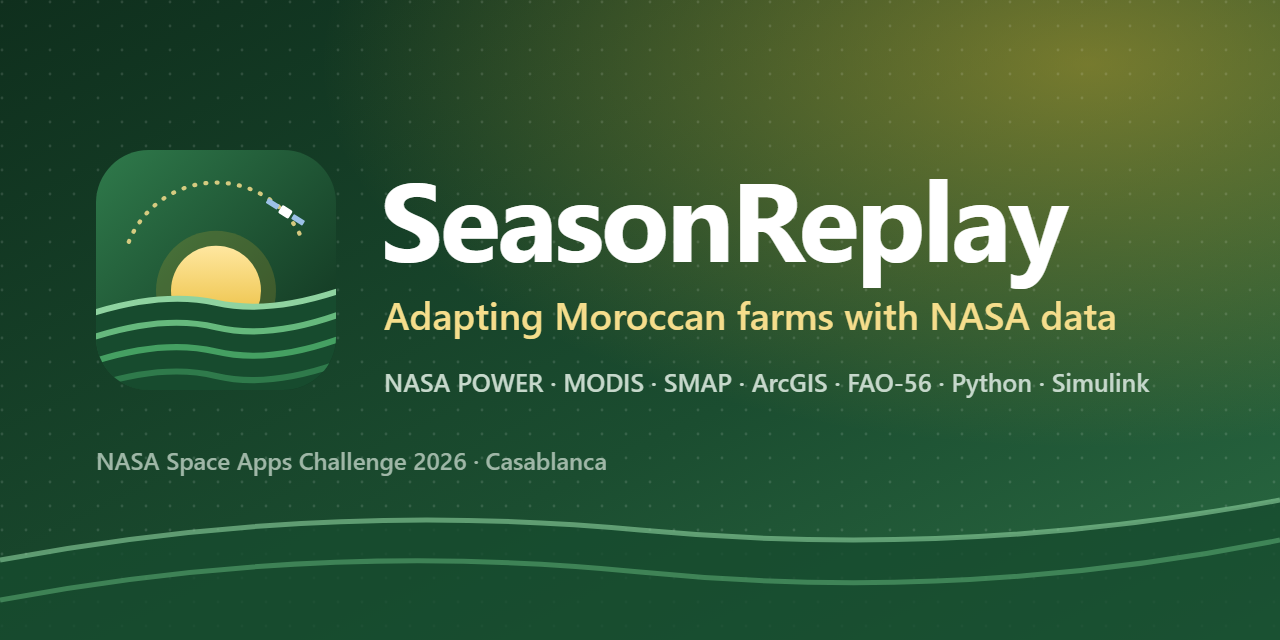 SeasonReplay
Adapting Moroccan farms with NASA data
NASA POWER · MODIS · SMAP · ArcGIS · FAO-56 · Python · Simulink
NASA Space Apps Challenge 2026 · Casablanca